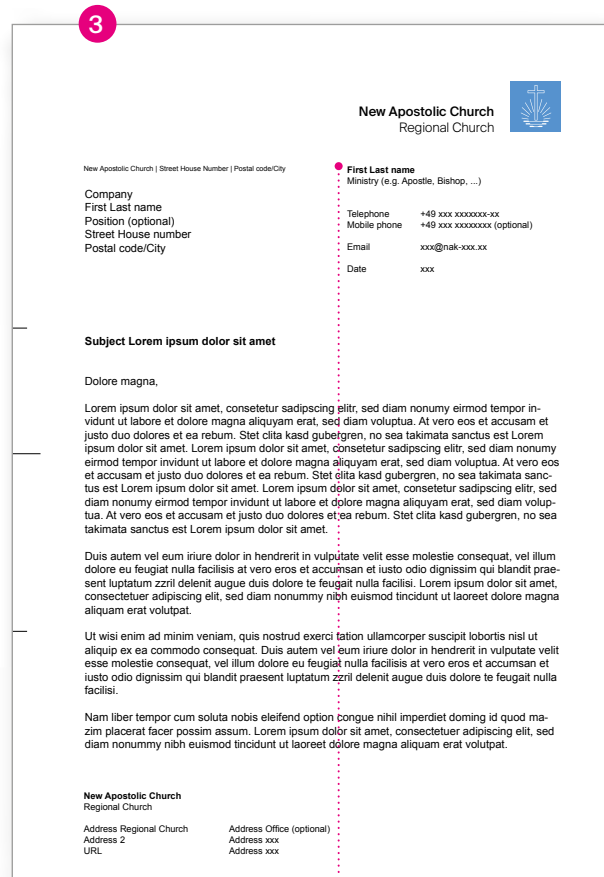 3
New Apostolic Church
Regional Church
New Apostolic Church | Street House Number | Postal code/City
Company
First Last name
Position (optional)
Street House number
Postal code/City
First Last name
Ministry (e.g. Apostle, Bishop, ...)
Telephone +49 xxx xxxxxxx-xx
Mobile phone +49 xxx xxxxxxxx (optional)
Email xxx@nak-xxx.xx
Date xxx
Subject Lorem ipsum dolor sit amet
Dolore magna,
Lorem ipsum dolor sit amet, consetetur sadipscing elitr, sed diam nonumy eirmod tempor in-
vidunt ut labore et dolore magna aliquyam erat, sed diam voluptua. At vero eos et accusam et
justo duo dolores et ea rebum. Stet clita kasd gubergren, no sea takimata sanctus est Lorem
ipsum dolor sit amet. Lorem ipsum dolor sit amet, consetetur sadipscing elitr, sed diam nonumy
eirmod tempor invidunt ut labore et dolore magna aliquyam erat, sed diam voluptua. At vero eos
et accusam et justo duo dolores et ea rebum. Stet clita kasd gubergren, no sea takimata sanc-
tus est Lorem ipsum dolor sit amet. Lorem ipsum dolor sit amet, consetetur sadipscing elitr, sed
diam nonumy eirmod tempor invidunt ut labore et dolore magna aliquyam erat, sed diam volup-
tua. At vero eos et accusam et justo duo dolores et ea rebum. Stet clita kasd gubergren, no sea
takimata sanctus est Lorem ipsum dolor sit amet.
Duis autem vel eum iriure dolor in hendrerit in vulputate velit esse molestie consequat, vel illum
dolore eu feugiat nulla facilisis at vero eros et accumsan et iusto odio dignissim qui blandit prae-
sent luptatum zzril delenit augue duis dolore te feugait nulla facilisi. Lorem ipsum dolor sit amet,
consectetuer adipiscing elit, sed diam nonummy nibh euismod tincidunt ut laoreet dolore magna
aliquam erat volutpat.
Ut wisi enim ad minim veniam, quis nostrud exerci tation ullamcorper suscipit lobortis nisl ut
aliquip ex ea commodo consequat. Duis autem vel eum iriure dolor in hendrerit in vulputate velit
esse molestie consequat, vel illum dolore eu feugiat nulla facilisis at vero eros et accumsan et
iusto odio dignissim qui blandit praesent luptatum zzril delenit augue duis dolore te feugait nulla
facilisi.
Nam liber tempor cum soluta nobis eleifend option congue nihil imperdiet doming id quod ma-
zim placerat facer possim assum. Lorem ipsum dolor sit amet, consectetuer adipiscing elit, sed
diam nonummy nibh euismod tincidunt ut laoreet dolore magna aliquam erat volutpat.
New Apostolic Church
Regional Church
Address Regional Church Address Office (optional)
Address 2 Address xxx
URL Address xxx